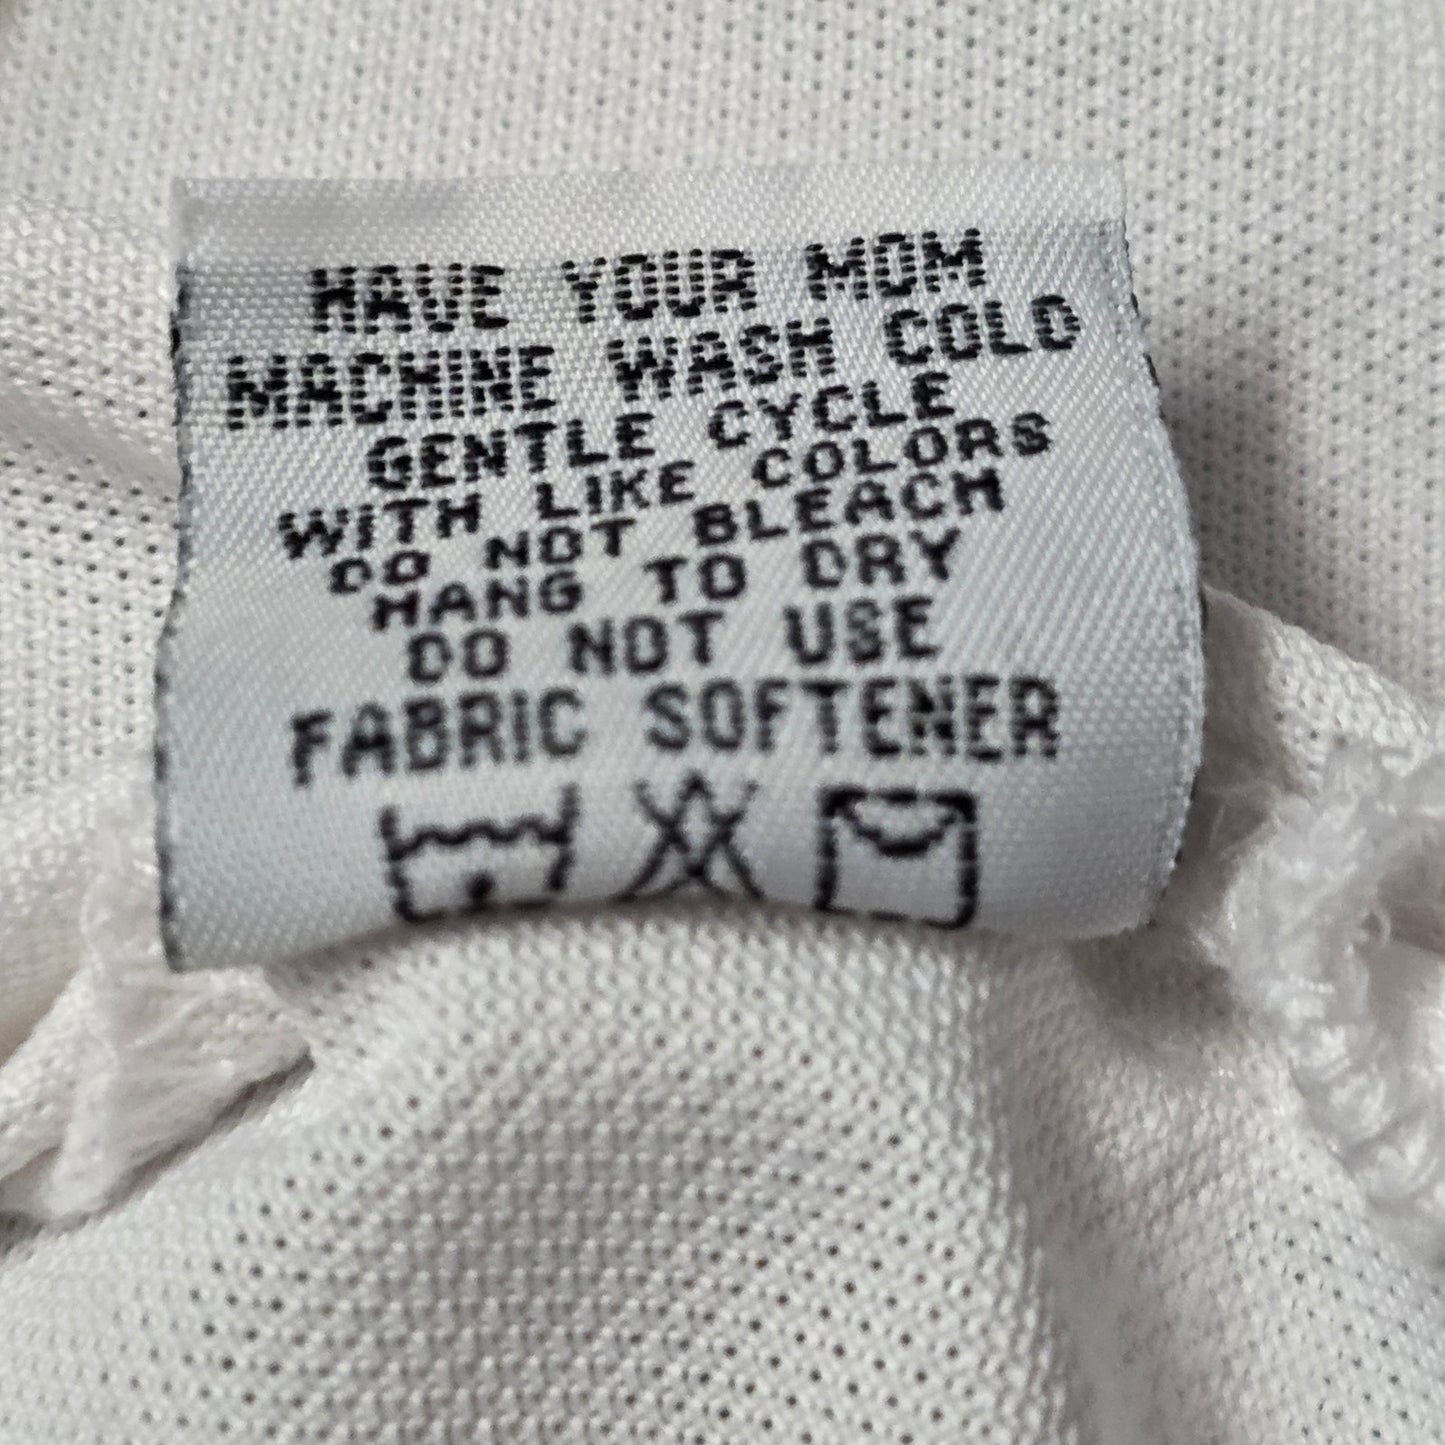 HAVE YOUR MOM
MACHINE WASH COLD
GENTLE CYCLE
WITH LIKE COLORS
DO NOT BLEACH
HANG TO DRY
DO NOT USE
FABRIC SOFTENER